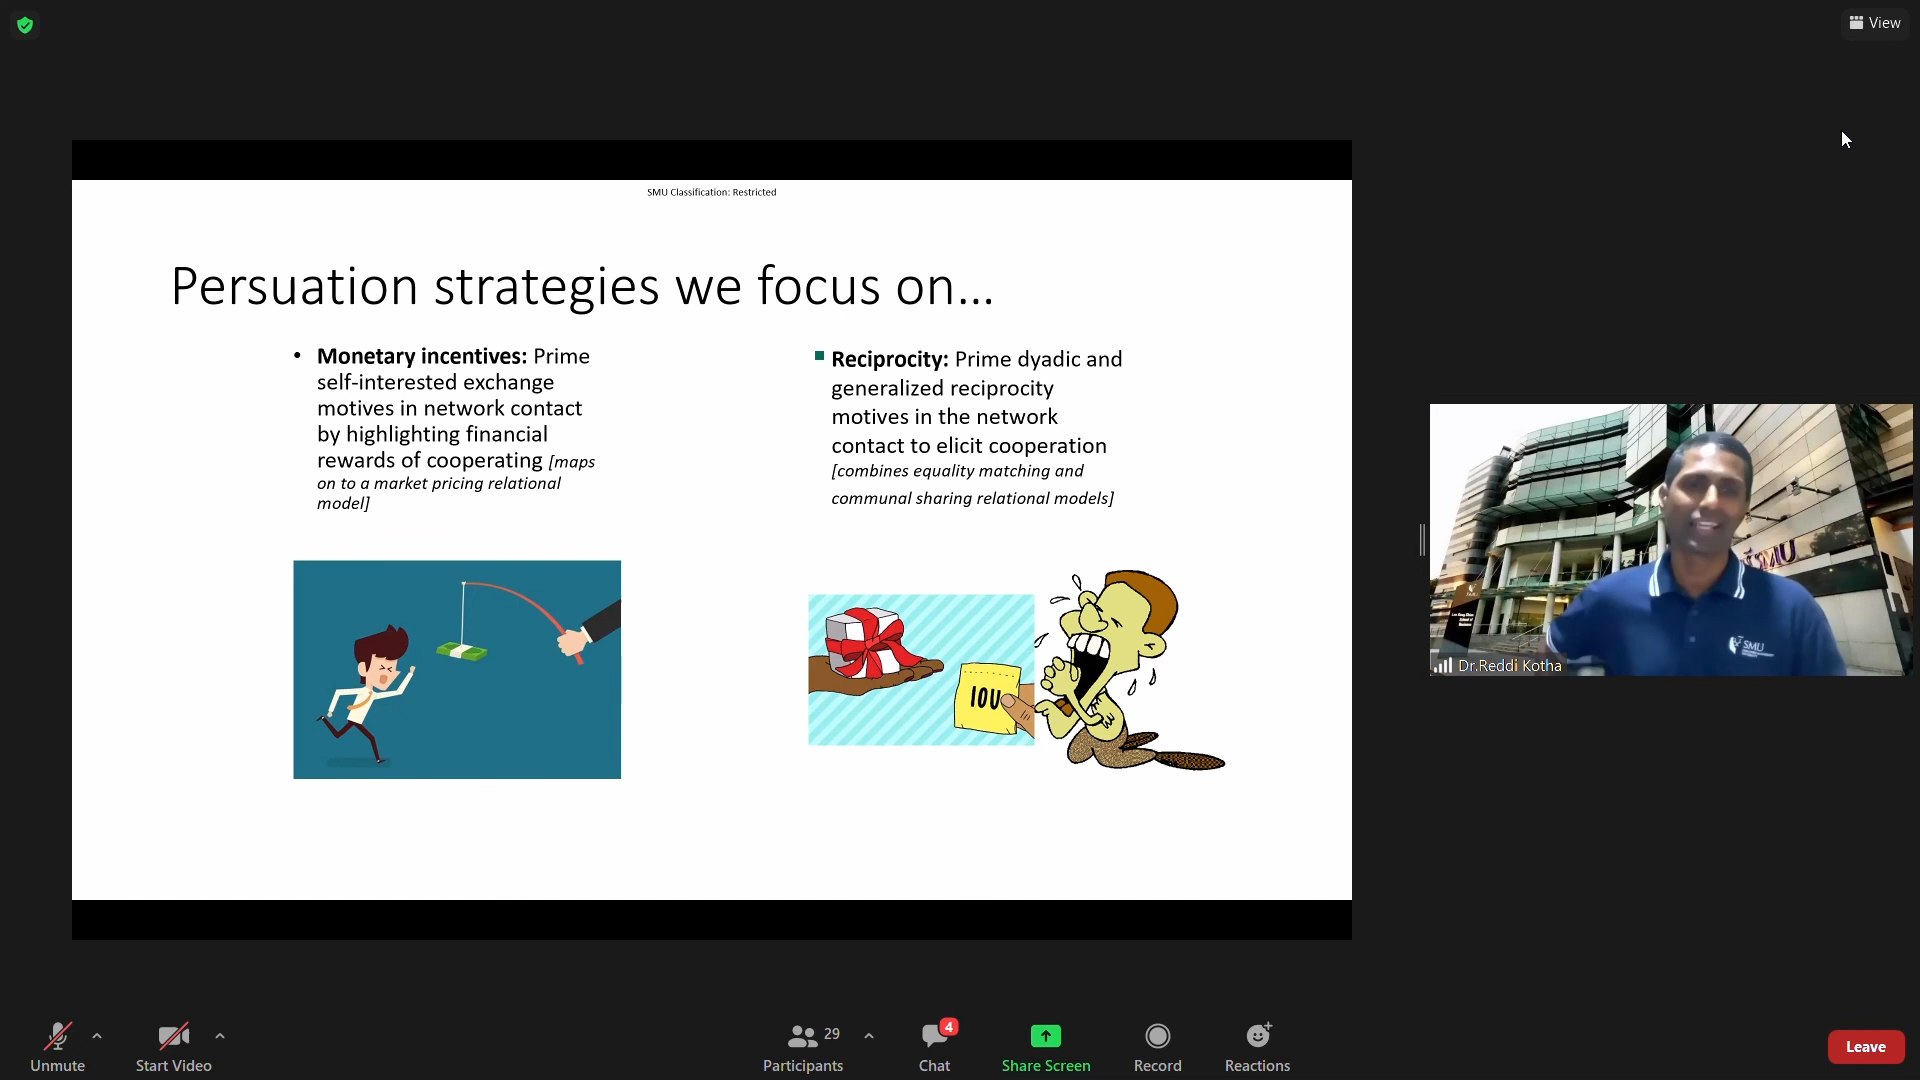 View
SMU Classification: Restricted
Persuation strategies we focus on...
• Monetary incentives: Prime
self-interested exchange
motives in network contact
by highlighting financial
rewards of cooperating [maps
on to a market pricing relational
model]
Reciprocity: Prime dyadic and
generalized reciprocity
motives in the network
contact to elicit cooperation
[combines equality matching and
communal sharing relational models]
IOU
SMU
SMU
Dr.Reddi Kotha
Unmute
Start Video
29
Participants
4
Chat
Share Screen
Record
Reactions
Leave